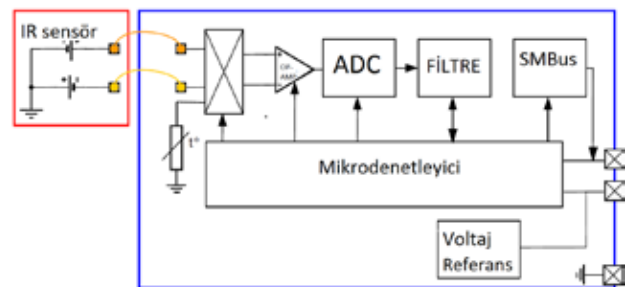 IR sensör
OP-
AMP
ADC
FİLTRE
SMBus
t°
Mikrodenetleyici
Voltaj
Referans